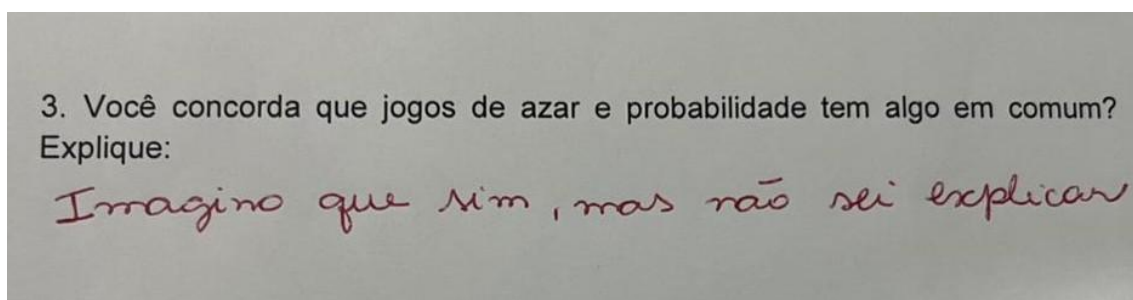 3. Você concorda que jogos de azar e probabilidade tem algo em comum?
Explique:
Imagino que sim, mas não sei explicar